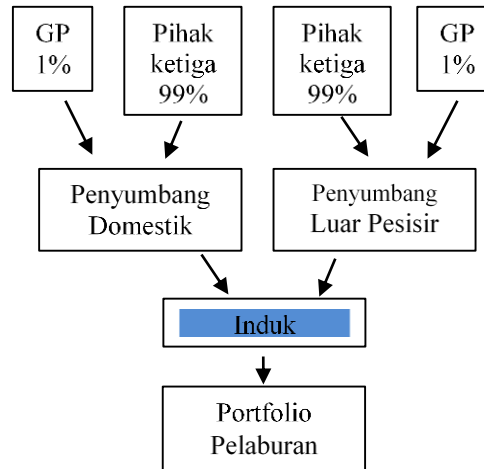 GP
1%
Pihak
ketiga
99%
Pihak
ketiga
99%
GP
1%
Penyumbang
Domestik
Penyumbang
Luar Pesisir
Induk
Portfolio
Pelaburan